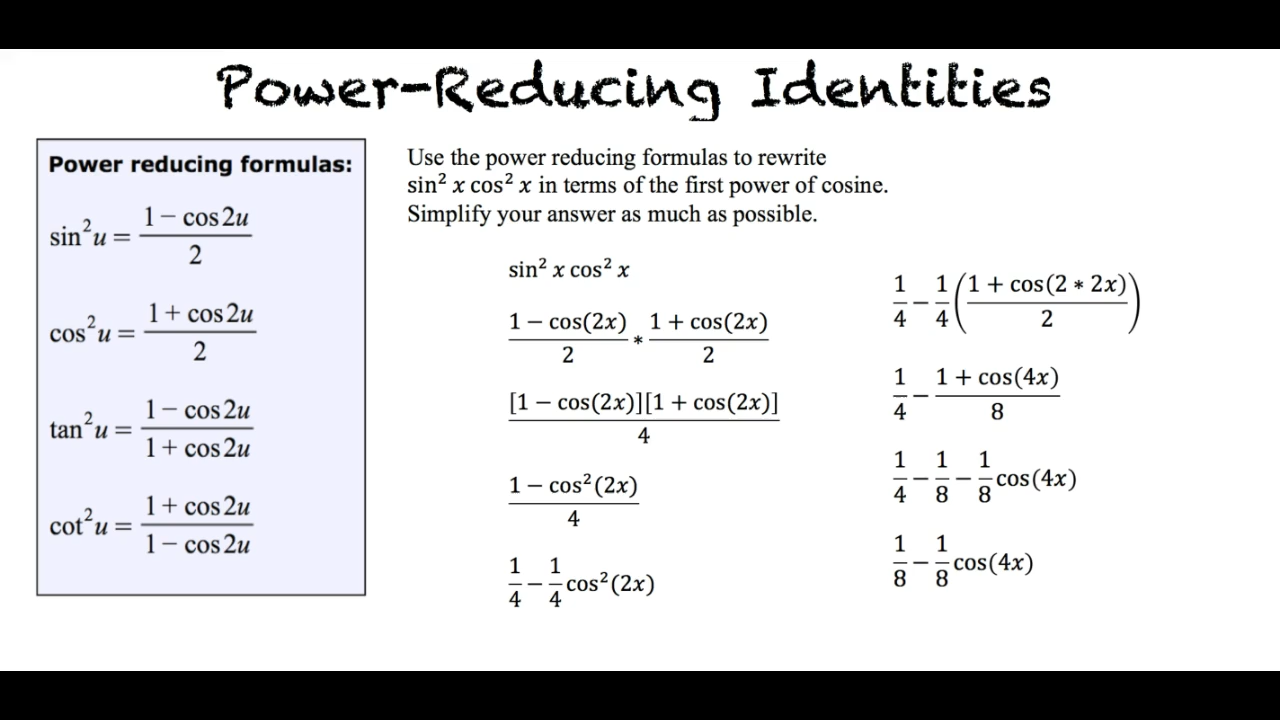 Power-Reducing Identities
Power reducing formulas:
sin²u = (1 − cos2u)/2
cos²u = (1 + cos2u)/2
tan²u = (1 − cos2u)/(1 + cos2u)
cot²u = (1 + cos2u)/(1 − cos2u)
Use the power reducing formulas to rewrite
sin² x cos² x in terms of the first power of cosine.
Simplify your answer as much as possible.
sin² x cos² x
(1 − cos(2x))/2 * (1 + cos(2x))/2
([1 − cos(2x)][1 + cos(2x)])/4
(1 − cos²(2x))/4
1/4 − 1/4 cos²(2x)
1/4 − 1/4 ((1 + cos(2 * 2x))/2)
1/4 − (1 + cos(4x))/8
1/4 − 1/8 − 1/8 cos(4x)
1/8 − 1/8 cos(4x)